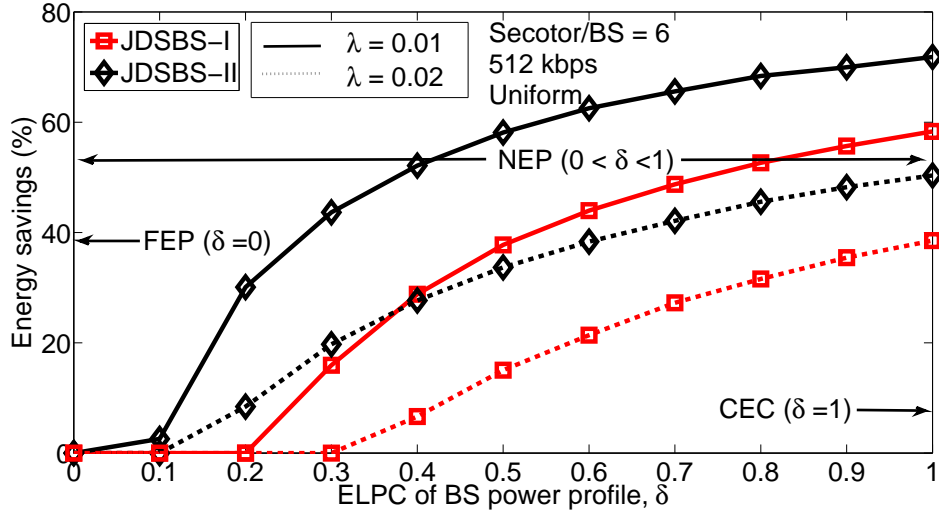 JDSBS-I
JDSBS-II
λ = 0.01
λ = 0.02
Secotor/BS = 6
512 kbps
Uniform
NEP (0 < δ <1)
FEP (δ =0)
CEC (δ =1)
Energy savings (%)
80
60
40
20
0
0 0.1 0.2 0.3 0.4 0.5 0.6 0.7 0.8 0.9 1
ELPC of BS power profile, δ